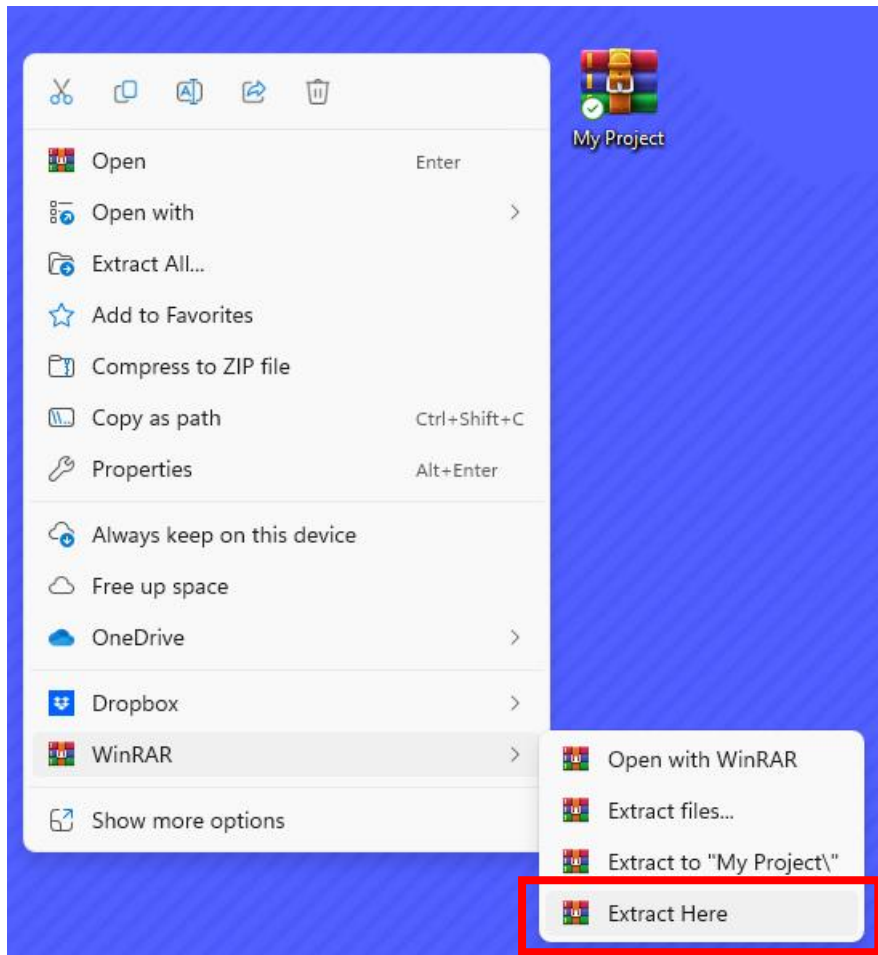 My Project
Open Enter
Open with
Extract All...
Add to Favorites
Compress to ZIP file
Copy as path Ctrl+Shift+C
Properties Alt+Enter
Always keep on this device
Free up space
OneDrive
Dropbox
WinRAR
Show more options
Open with WinRAR
Extract files...
Extract to "My Project\"
Extract Here